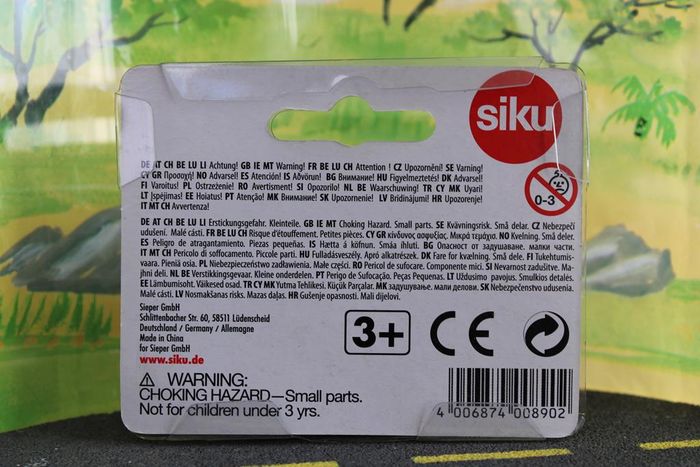 siku
DE AT CH BE LU LI Achtung! GB IE MT Warning! FR BE LU CH Attention ! CZ Upozornění! SE Varning!
CY GR Προσοχή! NO Advarsel! ES Atención! IS Aðvörun! BG Внимание! HU Figyelmeztetés! DK Advarsel!
FI Varoitus! PL Ostrzeżenie! RO Avertisment! SI Opozorilo! NL BE Waarschuwing! TR CY MK Uyari!
LT Įspėjimas! EE Hoiatus! PT Atenção! MK Внимание! SK Upozornenie! LV Brīdinājumi! HR Upozorenje!
IT MT CH Avvertenza!
0-3
DE AT CH BE LU LI Erstickungsgefahr. Kleinteile. GB IE MT Choking Hazard. Small parts. SE Kvävningsrisk. Små delar. CZ Nebezpečí
udušení. Malé části. FR BE LU CH Risque d'étouffement. Petites pièces. CY GR κίνδυνος ασφυξίας, Μικρά τεμάχια. NO Kvelning. Små deler.
ES Peligro de atragantamiento. Piezas pequeñas. IS Hætta á köfnun. Smáa íhluti. BG Опасност от задушаване. малки части.
IT MT CH Pericolo di soffocamento. Piccole parti. HU Fulladásveszély. Apró alkatrészek. DK Fare for kvælning. Små dele. FI Tukehtumis-
vaara. Pieniä osia. PL Niebezpieczeństwo zadławienia. Małe części. RO Pericol de sufocare. Componente mici. SI Nevarnost zadušitve. Ma-
jhni deli. NL BE Verstikkingsgevaar. Kleine onderdelen. PT Perigo de Sufocação. Peças Pequenas. LT Uždusimo pavojus. Smulkios detalės.
EE Lämbumisoht. Väikesed osad. TR CY MK Yutma Tehlikesi. Küçük Parçalar. MK задушување. мали делови. SK Nebezpečenstvo udusenia.
Malé časti. LV Nosmakšanas risks. Mazas daļas. HR Gušenje opasnosti. Mali dijelovi.
Sieper GmbH
Schlittenbacher Str. 60, 58511 Lüdenscheid
Deutschland / Germany / Allemagne
Made in China
for Sieper GmbH
www.siku.de
3+
CE
WARNING:
CHOKING HAZARD—Small parts.
Not for children under 3 yrs.
4 006874 008902